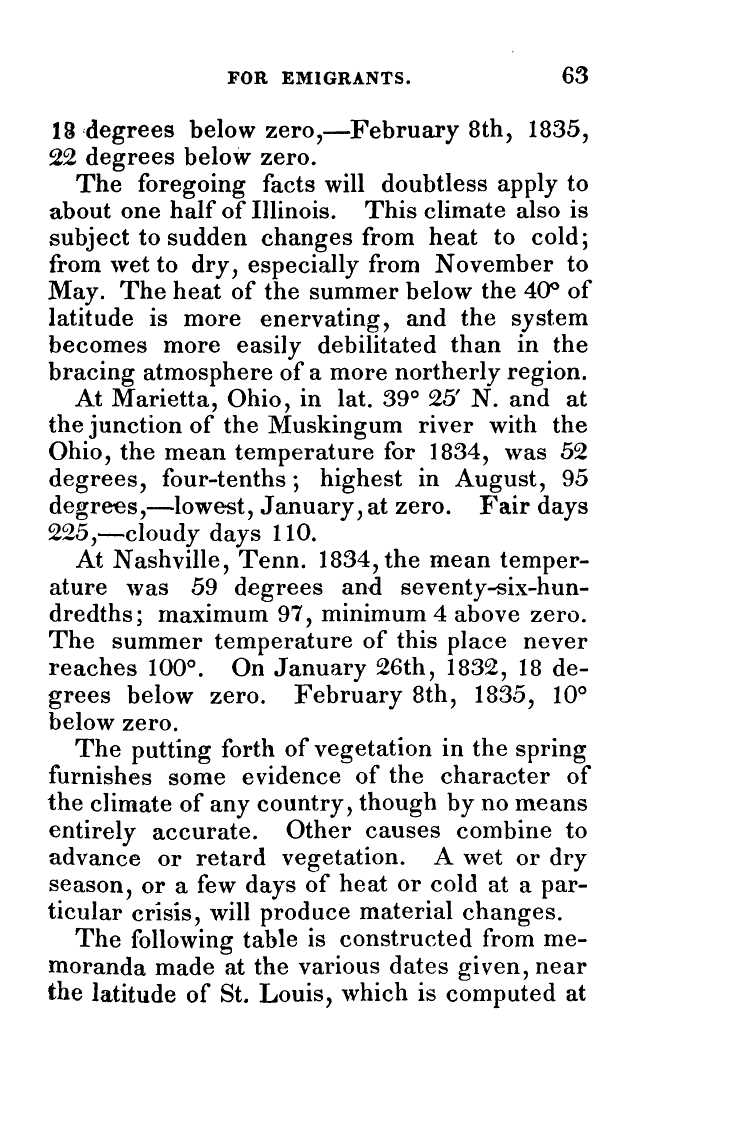 FOR EMIGRANTS. 63
18 degrees below zero,—February 8th, 1835,
22 degrees below zero.
The foregoing facts will doubtless apply to
about one half of Illinois. This climate also is
subject to sudden changes from heat to cold;
from wet to dry, especially from November to
May. The heat of the summer below the 40° of
latitude is more enervating, and the system
becomes more easily debilitated than in the
bracing atmosphere of a more northerly region.
At Marietta, Ohio, in lat. 39° 25′ N. and at
the junction of the Muskingum river with the
Ohio, the mean temperature for 1834, was 52
degrees, four-tenths; highest in August, 95
degrees,—lowest, January, at zero. Fair days
225,—cloudy days 110.
At Nashville, Tenn. 1834, the mean temper-
ature was 59 degrees and seventy-six-hun-
dredths; maximum 97, minimum 4 above zero.
The summer temperature of this place never
reaches 100°. On January 26th, 1832, 18 de-
grees below zero. February 8th, 1835, 10°
below zero.
The putting forth of vegetation in the spring
furnishes some evidence of the character of
the climate of any country, though by no means
entirely accurate. Other causes combine to
advance or retard vegetation. A wet or dry
season, or a few days of heat or cold at a par-
ticular crisis, will produce material changes.
The following table is constructed from me-
moranda made at the various dates given, near
the latitude of St. Louis, which is computed at